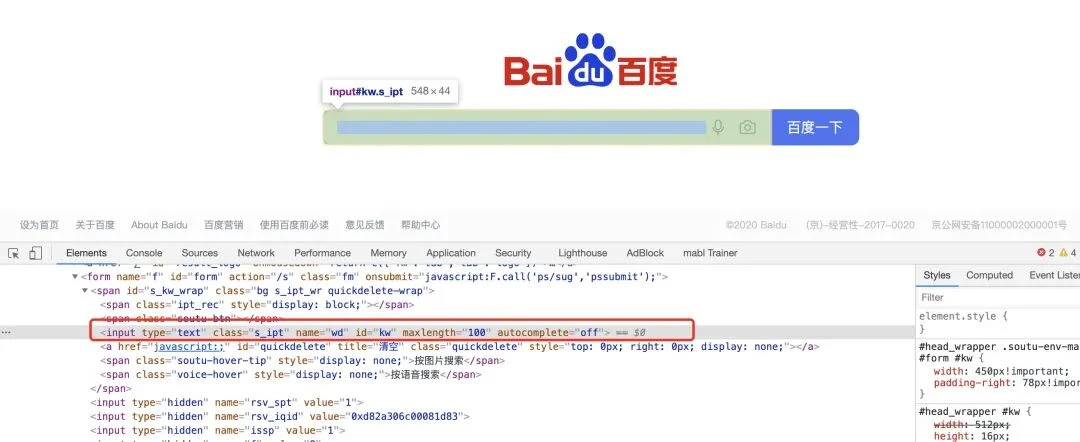 Bai du 百度
input#kw.s_ipt 548 × 44
百度一下
设为首页 关于百度 About Baidu 百度营销 使用百度前必读 意见反馈 帮助中心 ©2020 Baidu (京)-经营性-2017-0020 京公网安备11000002000001号
Elements Console Sources Network Performance Memory Application Security Lighthouse AdBlock mabl Trainer 2 4
<form name="f" id="form" action="/s" class="fm" onsubmit="javascript:F.call('ps/sug','pssubmit');">
<span id="s_kw_wrap" class="bg s_ipt_wr quickdelete-wrap">
<span class="ipt_rec" style="display: block;"></span>
<span class="soutu-btn"></span>
<input type="text" class="s_ipt" name="wd" id="kw" maxlength="100" autocomplete="off"> == $0
<a href="javascript:;" id="quickdelete" title="清空" class="quickdelete" style="top: 0px; right: 0px; display: none;"></a>
<span class="soutu-hover-tip" style="display: none;">按图片搜索</span>
<span class="voice-hover" style="display: none;">按语音搜索</span>
</span>
<input type="hidden" name="rsv_spt" value="1">
<input type="hidden" name="rsv_iqid" value="0xd82a306c00081d83">
<input type="hidden" name="issp" value="1">
Styles Computed Event Listen
Filter
element.style {
}
#head_wrapper .soutu-env-ma
#form #kw {
width: 450px!important;
padding-right: 78px!impor
}
#head_wrapper #kw {
width: 512px;
height: 16px;